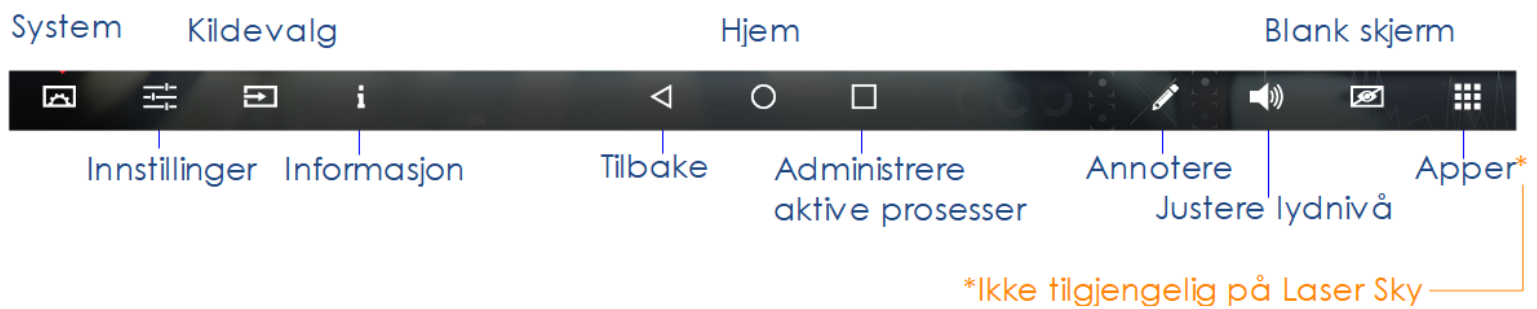 System Kildevalg Hjem Blank skjerm
Innstillinger Informasjon Tilbake Administrere Annotere Apper*
aktive prosesser Justere lydnivå
*Ikke tilgjengelig på Laser Sky